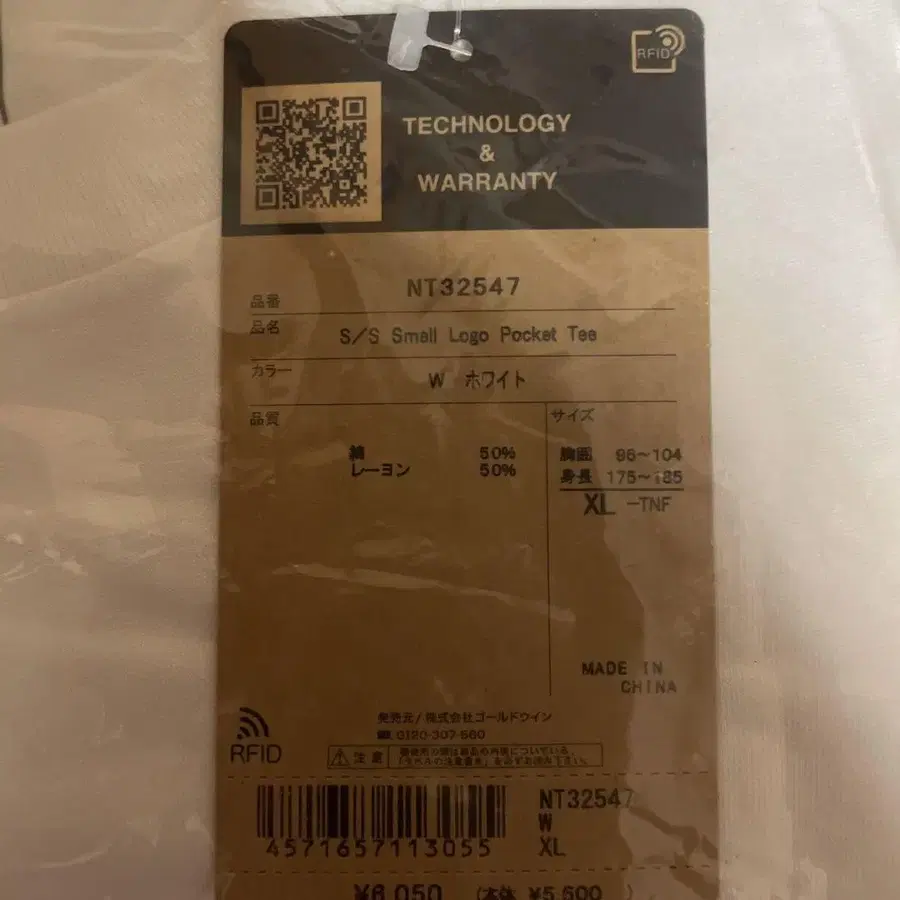 RFID
TECHNOLOGY
&
WARRANTY
品番 NT32547
品名 S/S Small Logo Pocket Tee
カラー W ホワイト
品質
サイズ
綿 50%
レーヨン 50%
胸囲 96~104
身長 175~185
XL -TNF
MADE IN
CHINA
発売元/株式会社ゴールドウイン
☎0120-307-560
RFID
注意
NT32547
W
XL
4571657113055
¥6,050 (本体 ¥5,500 )